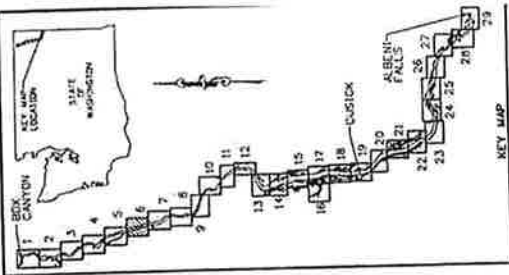 BOX
CANYON
KEY MAP
LOCATION
STATE
OF
WASHINGTON
1
2
3
4
5
6
7
8
9
10
11
12
13
14
15
16
17
18
19
CUSICK
20
21
22
23
24
25
26
27
28
29
ALBENI
FALLS
KEY MAP